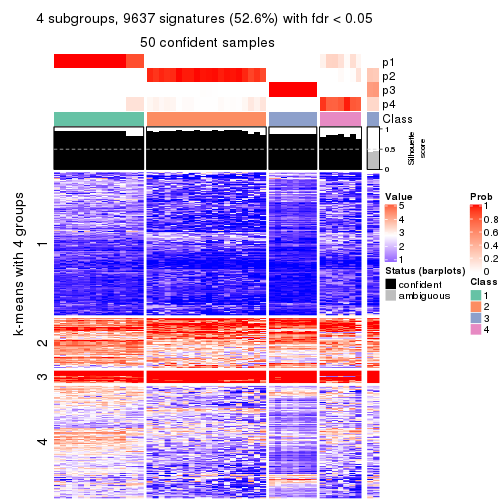 4 subgroups, 9637 signatures (52.6%) with fdr < 0.05
50 confident samples
p1
p2
p3
p4
Class
1
0.5
0
Silhouette
score
k-means with 4 groups
1
2
3
4
Value
5
4
3
2
1
Status (barplots)
confident
ambiguous
Prob
1
0.8
0.6
0.4
0.2
0
Class
1
2
3
4